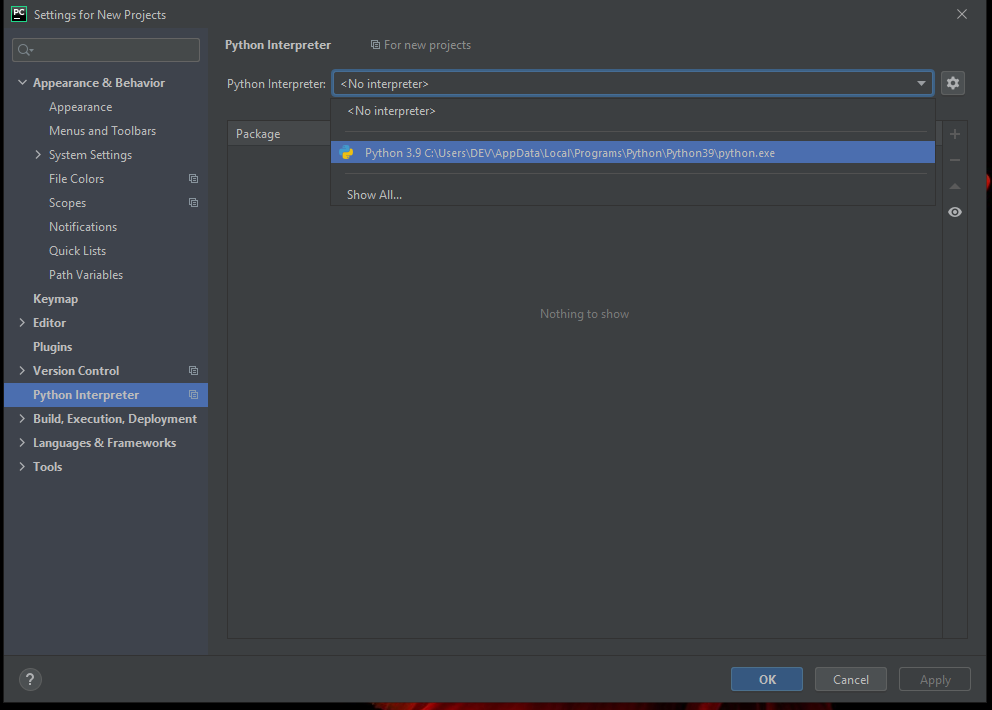 PC
Settings for New Projects
Appearance & Behavior
Appearance
Menus and Toolbars
System Settings
File Colors
Scopes
Notifications
Quick Lists
Path Variables
Keymap
Editor
Plugins
Version Control
Python Interpreter
Build, Execution, Deployment
Languages & Frameworks
Tools
Python Interpreter
For new projects
Python Interpreter:
<No interpreter>
<No interpreter>
Package
Python 3.9 C:\Users\DEV\AppData\Local\Programs\Python\Python39\python.exe
Show All...
Nothing to show
?
OK
Cancel
Apply